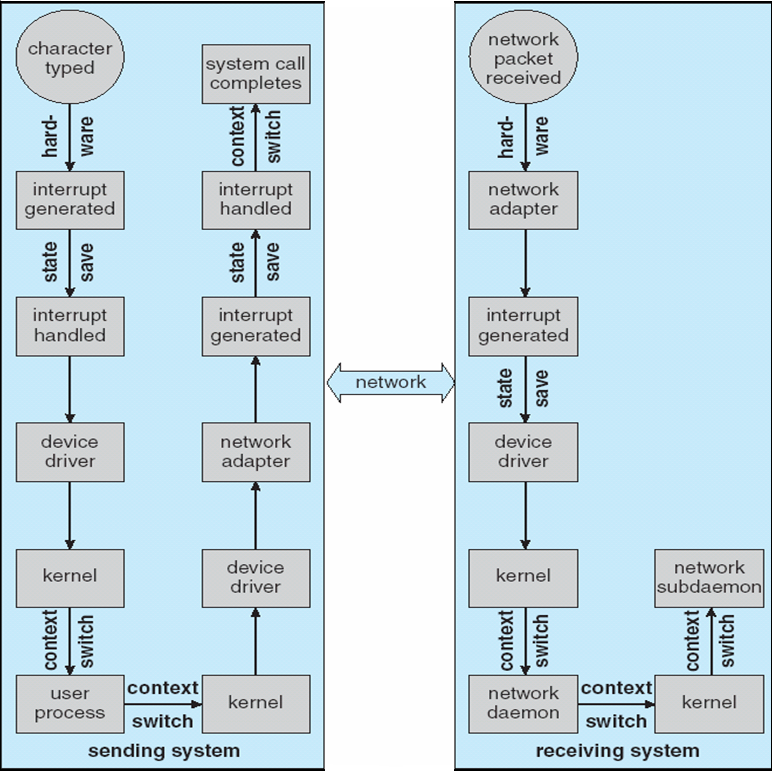 character
typed
hard-
ware
interrupt
generated
state
save
interrupt
handled
device
driver
kernel
context
switch
user
process
context
switch
kernel
device
driver
network
adapter
interrupt
generated
state
save
interrupt
handled
context
switch
system call
completes
sending system
network
network
packet
received
hard-
ware
network
adapter
interrupt
generated
state
save
device
driver
kernel
context
switch
network
daemon
context
switch
kernel
context
switch
network
subdaemon
receiving system